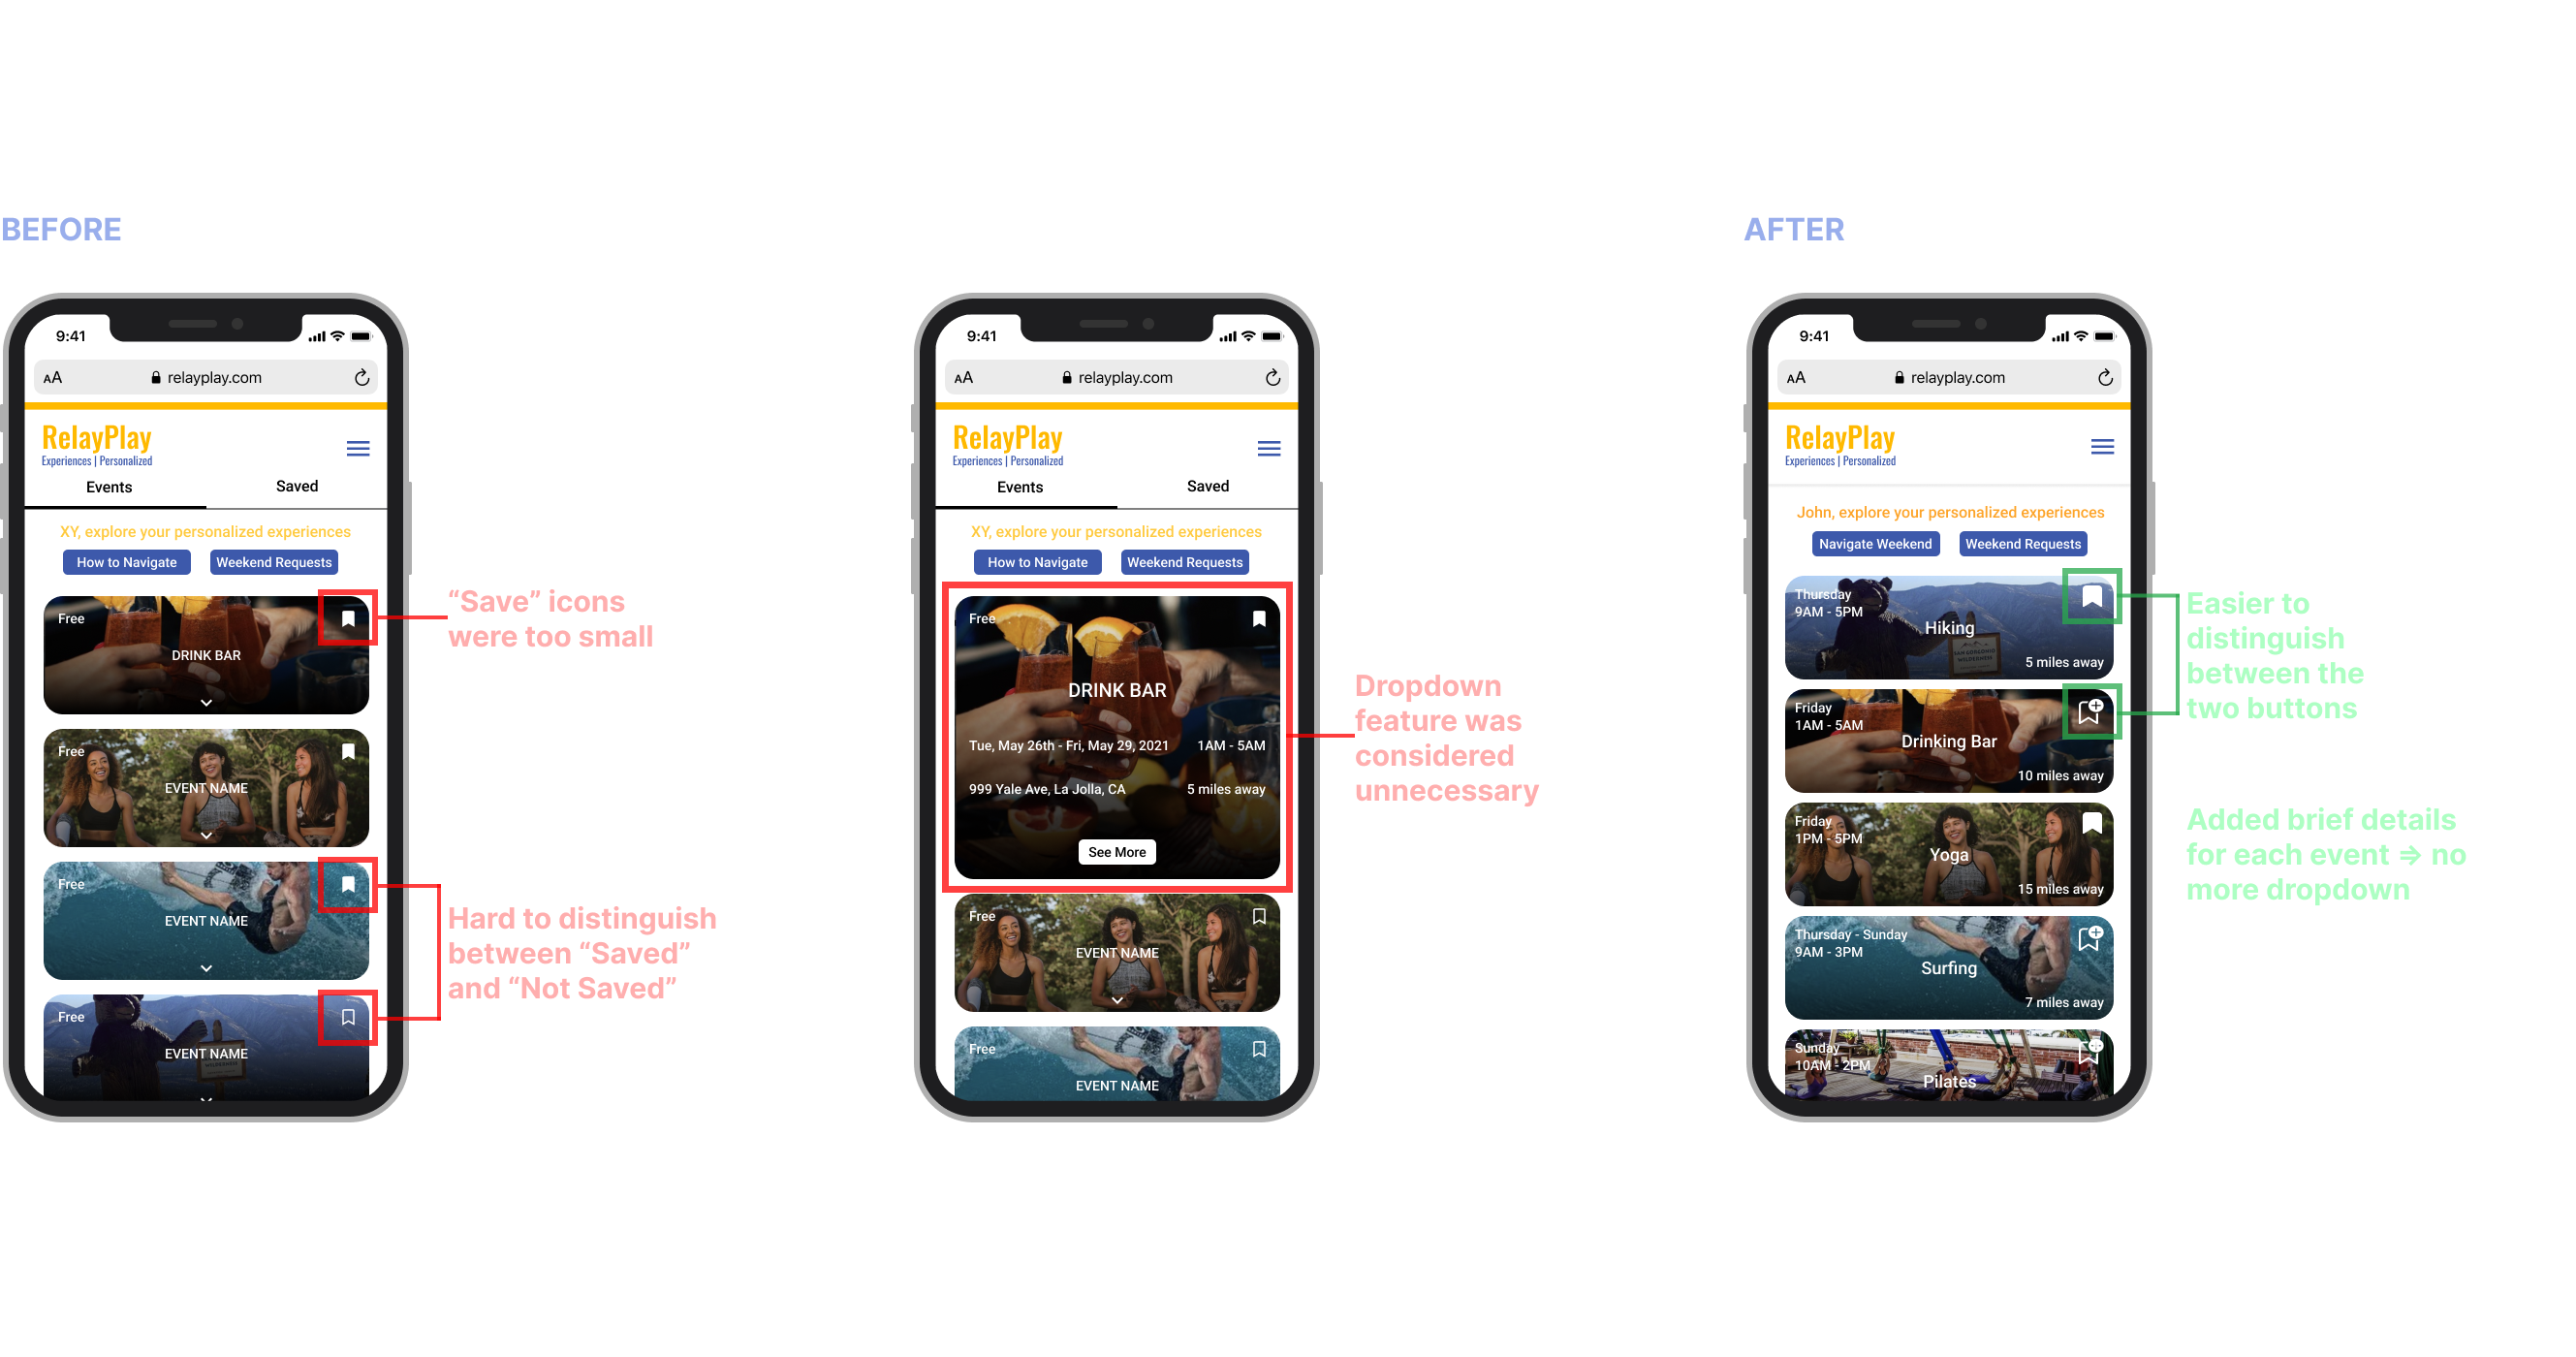 BEFORE
AFTER
9:41
AA
relayplay.com
RelayPlay
Experiences | Personalized
Events
Saved
XY, explore your personalized experiences
How to Navigate
Weekend Requests
Free
DRINK BAR
Free
EVENT NAME
Free
EVENT NAME
Free
EVENT NAME
“Save” icons
were too small
Hard to distinguish
between “Saved”
and “Not Saved”
9:41
AA
relayplay.com
RelayPlay
Experiences | Personalized
Events
Saved
XY, explore your personalized experiences
How to Navigate
Weekend Requests
Free
DRINK BAR
Tue, May 26th - Fri, May 29, 2021
1AM - 5AM
999 Yale Ave, La Jolla, CA
5 miles away
See More
Free
EVENT NAME
Free
EVENT NAME
Dropdown
feature was
considered
unnecessary
9:41
AA
relayplay.com
RelayPlay
Experiences | Personalized
John, explore your personalized experiences
Navigate Weekend
Weekend Requests
Thursday
9AM - 5PM
Hiking
5 miles away
Friday
1AM - 5AM
Drinking Bar
10 miles away
Friday
1PM - 5PM
Yoga
15 miles away
Thursday - Sunday
9AM - 3PM
Surfing
7 miles away
Sunday
10AM - 2PM
Pilates
Easier to
distinguish
between the
two buttons
Added brief details
for each event => no
more dropdown